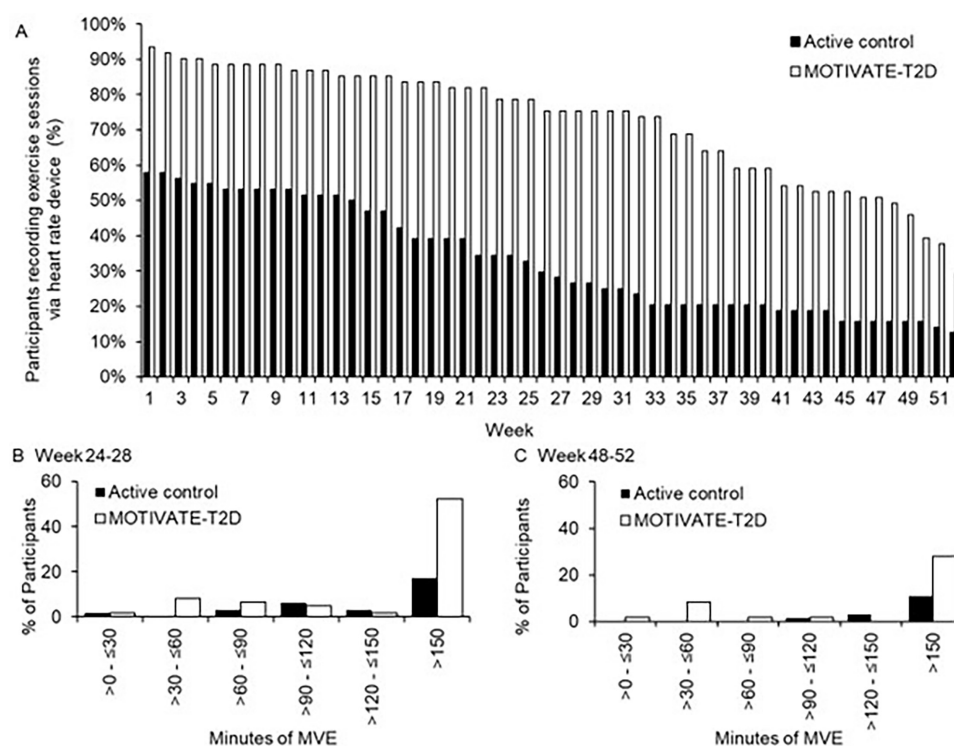 A
100%
90%
80%
70%
60%
50%
40%
30%
20%
10%
0%
Participants recording exercise sessions
via heart rate device (%)
Active control
MOTIVATE-T2D
1 3 5 7 9 11 13 15 17 19 21 23 25 27 29 31 33 35 37 39 41 43 45 47 49 51
Week
B Week 24-28
% of Participants
60
40
20
0
Active control
MOTIVATE-T2D
>0 - ≤30
>30 - ≤60
>60 - ≤90
>90 - ≤120
>120 - ≤150
>150
Minutes of MVE
C Week 48-52
% of Participants
60
40
20
0
Active control
MOTIVATE-T2D
>0 - ≤30
>30 - ≤60
>60 - ≤90
>90 - ≤120
>120 - ≤150
>150
Minutes of MVE